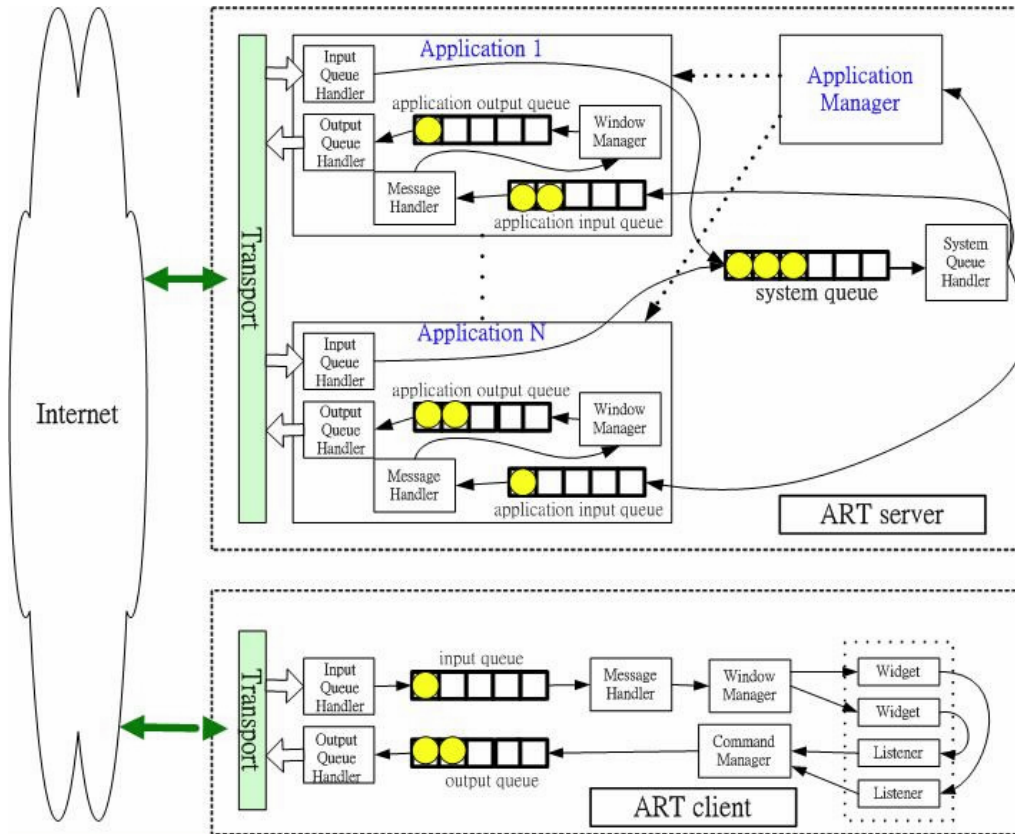 Internet
Transport
Application 1
Input
Queue
Handler
application output queue
Output
Queue
Handler
Window
Manager
Message
Handler
application input queue
Application
Manager
system queue
System
Queue
Handler
Application N
Input
Queue
Handler
application output queue
Output
Queue
Handler
Window
Manager
Message
Handler
application input queue
ART server
Transport
Input
Queue
Handler
input queue
Message
Handler
Window
Manager
Widget
Widget
Output
Queue
Handler
output queue
Command
Manager
Listener
Listener
ART client